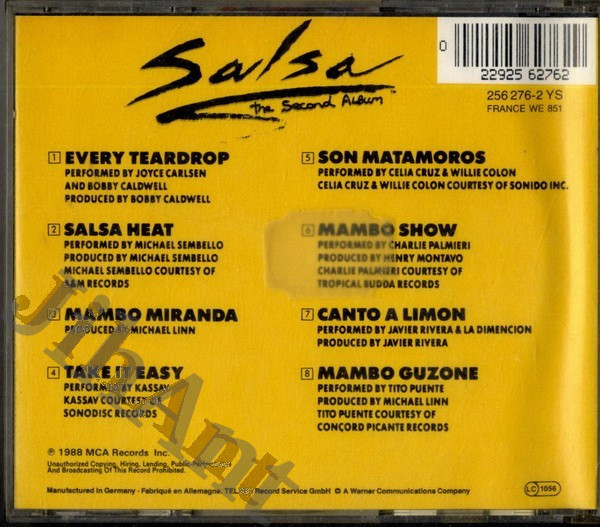 Salsa
the Second Album
0
22925 62762
256 276-2 YS
FRANCE WE 851
1 EVERY TEARDROP
PERFORMED BY JOYCE CARLSEN
AND BOBBY CALDWELL
PRODUCED BY BOBBY CALDWELL
2 SALSA HEAT
PERFORMED BY MICHAEL SEMBELLO
PRODUCED BY MICHAEL SEMBELLO
MICHAEL SEMBELLO COURTESY OF
A&M RECORDS
3 MAMBO MIRANDA
PRODUCED BY MICHAEL LINN
4 TAKE IT EASY
PERFORMED BY KASSAV
KASSAV COURTESY OF
SONODISC RECORDS
5 SON MATAMOROS
PERFORMED BY CELIA CRUZ & WILLIE COLON
CELIA CRUZ & WILLIE COLON COURTESY OF SONIDO INC.
6 MAMBO SHOW
PERFORMED BY CHARLIE PALMIERI
PRODUCED BY HENRY MONTAVO
CHARLIE PALMIERI COURTESY OF
TROPICAL BUDDA RECORDS
7 CANTO A LIMON
PERFORMED BY JAVIER RIVERA & LA DIMENCION
PRODUCED BY JAVIER RIVERA
8 MAMBO GUZONE
PERFORMED BY TITO PUENTE
PRODUCED BY MICHAEL LINN
TITO PUENTE COURTESY OF
CONÇORD PICANTE RECORDS
℗ 1988 MCA Records Inc.
Unauthorized Copying, Hiring, Lending, Public Performance
And Broadcasting Of This Record Prohibited.
Manufactured in Germany · Fabriqué en Allemagne, TELDEC Record Service GmbH ℗ A Warner Communications Company
LC 1056
JihAntt